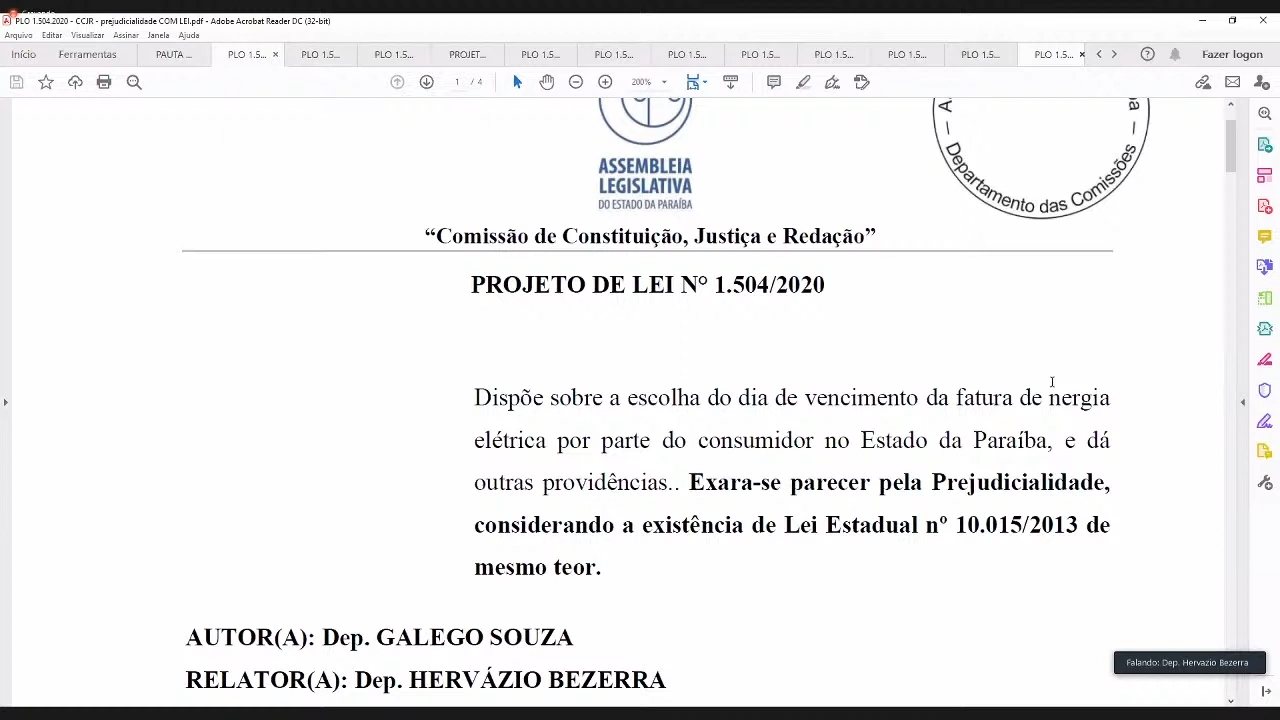 PLO 1.504.2020 - CCJR - prejudicialidade COM LEI.pdf - Adobe Acrobat Reader DC (32-bit)
Arquivo Editar Visualizar Assinar Janela Ajuda
Início Ferramentas PAUTA ... PLO 1.5... × PLO 1.5... PLO 1.5... PROJET... PLO 1.5... PLO 1.5... PLO 1.5... PLO 1.5... PLO 1.5... PLO 1.5... PLO 1.5... PLO 1.5... × Fazer logon
1 / 4 200%
ASSEMBLEIA
LEGISLATIVA
DO ESTADO DA PARAÍBA
— Departamento das Comissões —
“Comissão de Constituição, Justiça e Redação”
PROJETO DE LEI N° 1.504/2020
Dispõe sobre a escolha do dia de vencimento da fatura de nergia
elétrica por parte do consumidor no Estado da Paraíba, e dá
outras providências.. Exara-se parecer pela Prejudicialidade,
considerando a existência de Lei Estadual nº 10.015/2013 de
mesmo teor.
AUTOR(A): Dep. GALEGO SOUZA
RELATOR(A): Dep. HERVÁZIO BEZERRA
Falando: Dep. Hervazio Bezerra